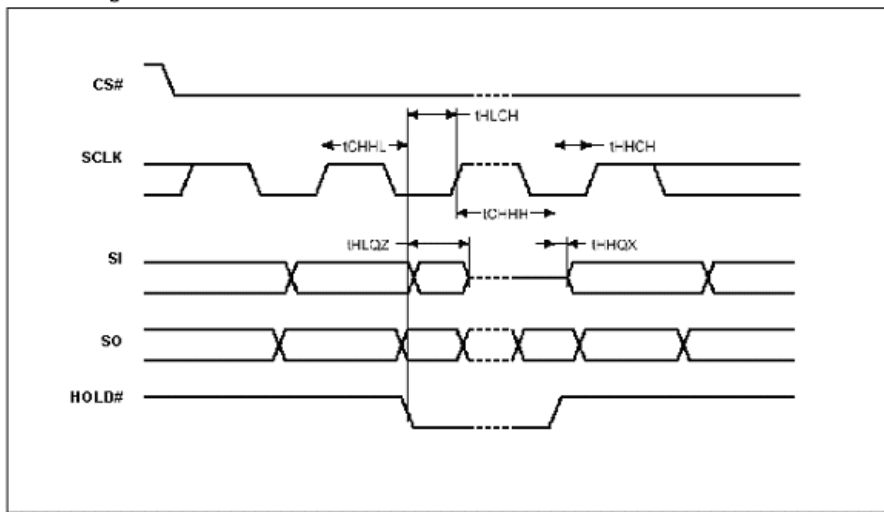 CS#
tHLCH
tCHHL
tHHCH
SCLK
tCHHH
tHLQZ
tHHQX
SI
SO
HOLD#